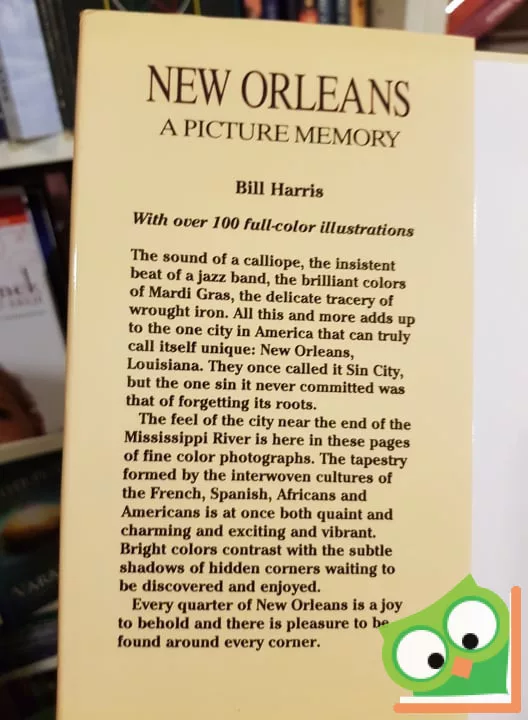 NEW ORLEANS
A PICTURE MEMORY
Bill Harris
With over 100 full-color illustrations
The sound of a calliope, the insistent
beat of a jazz band, the brilliant colors
of Mardi Gras, the delicate tracery of
wrought iron. All this and more adds up
to the one city in America that can truly
call itself unique: New Orleans,
Louisiana. They once called it Sin City,
but the one sin it never committed was
that of forgetting its roots.
The feel of the city near the end of the
Mississippi River is here in these pages
of fine color photographs. The tapestry
formed by the interwoven cultures of
the French, Spanish, Africans and
Americans is at once both quaint and
charming and exciting and vibrant.
Bright colors contrast with the subtle
shadows of hidden corners waiting to
be discovered and enjoyed.
Every quarter of New Orleans is a joy
to behold and there is pleasure to be
found around every corner.